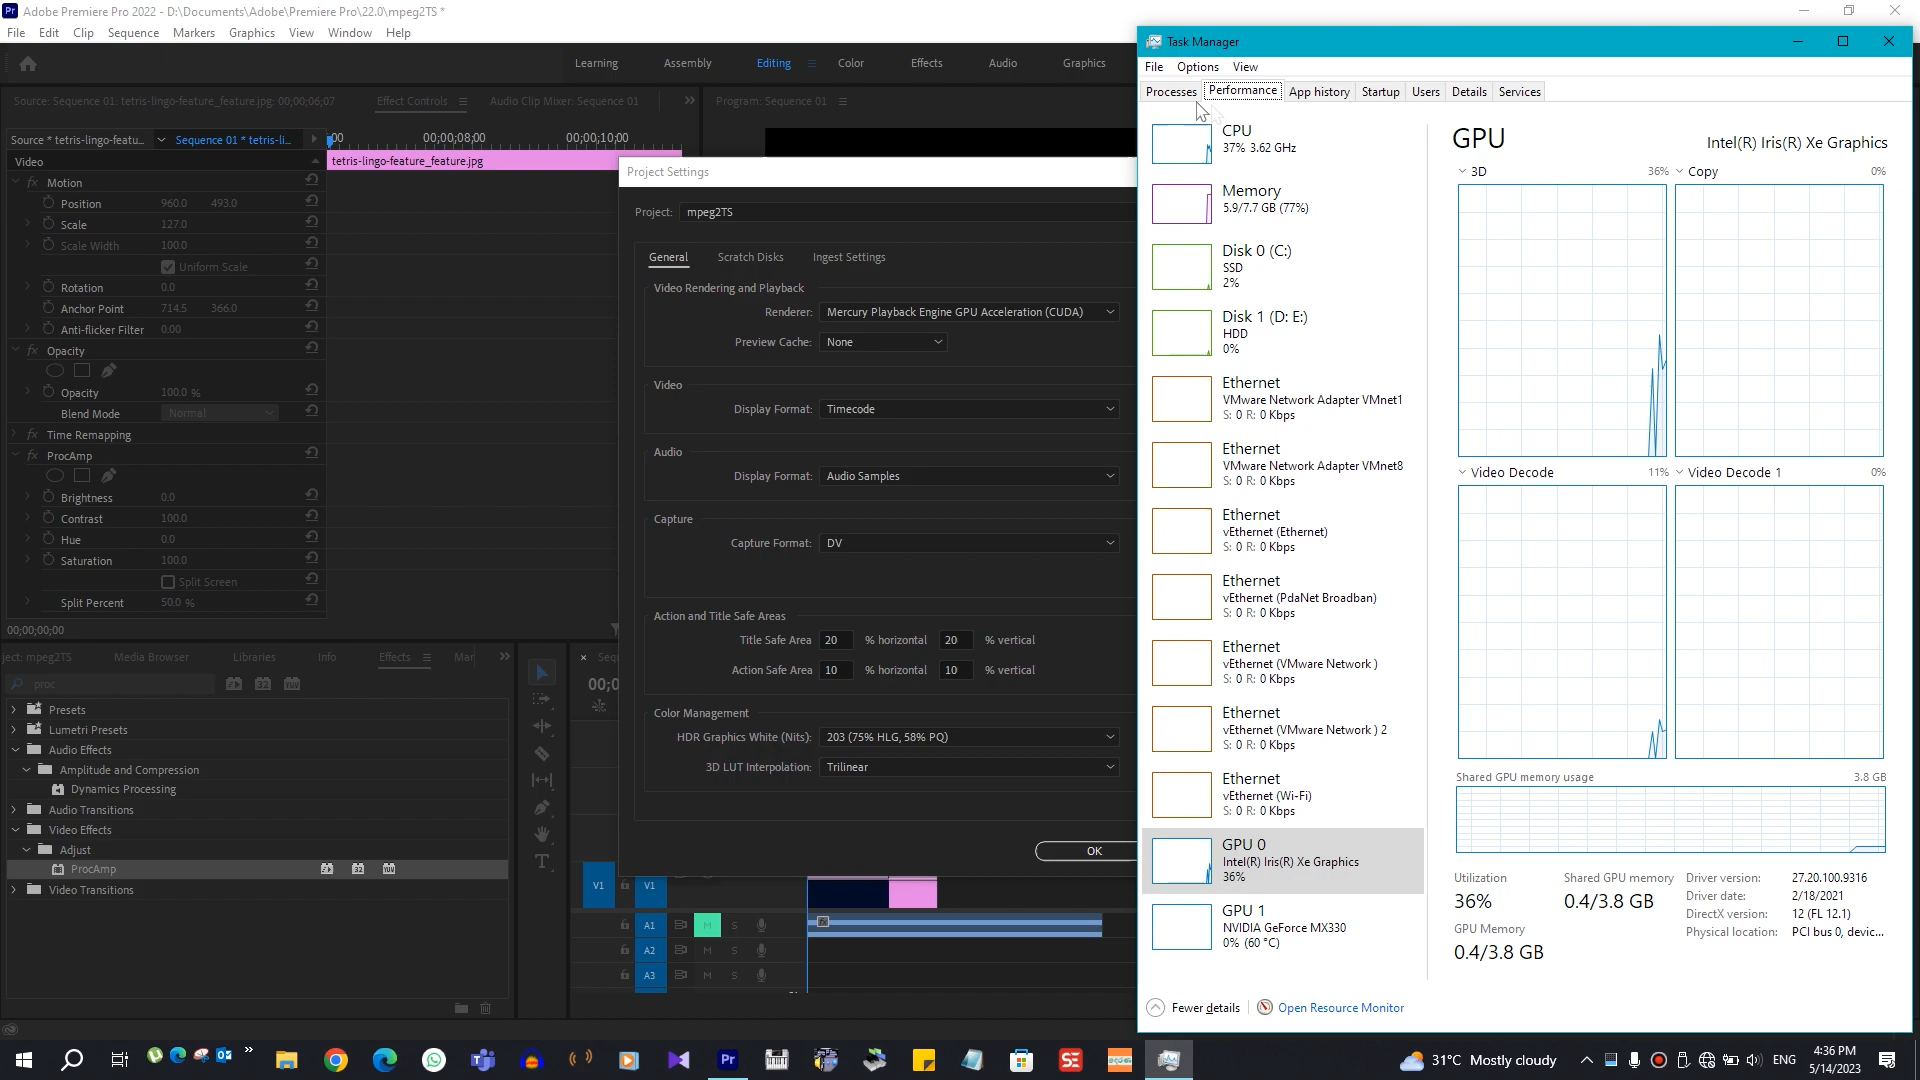 Adobe Premiere Pro 2022 - D:\Documents\Adobe\Premiere Pro\22.0\mpeg2TS *
File Edit Clip Sequence Markers Graphics View Window Help
Learning Assembly Editing Color Effects Audio Graphics
Source: Sequence 01: tetris-lingo-feature_feature.jpg: 00;00;06;07
Effect Controls
Audio Clip Mixer: Sequence 01
Program: Sequence 01
Source * tetris-lingo-featu...
Sequence 01 * tetris-li...
00 00;00;08;00 00;00;10;00
Video
tetris-lingo-feature_feature.jpg
fx Motion
Position 960.0 493.0
Scale 127.0
Scale Width 100.0
Uniform Scale
Rotation 0.0
Anchor Point 714.5 366.0
Anti-flicker Filter 0.00
fx Opacity
Opacity 100.0 %
Blend Mode Normal
fx Time Remapping
fx ProcAmp
Brightness 0.0
Contrast 100.0
Hue 0.0
Saturation 100.0
Split Screen
Split Percent 50.0 %
00;00;00;00
Project Settings
Project: mpeg2TS
General Scratch Disks Ingest Settings
Video Rendering and Playback
Renderer: Mercury Playback Engine GPU Acceleration (CUDA)
Preview Cache: None
Video
Display Format: Timecode
Audio
Display Format: Audio Samples
Capture
Capture Format: DV
Action and Title Safe Areas
Title Safe Area 20 % horizontal 20 % vertical
Action Safe Area 10 % horizontal 10 % vertical
Color Management
HDR Graphics White (Nits): 203 (75% HLG, 58% PQ)
3D LUT Interpolation: Trilinear
OK
ject: mpeg2TS Media Browser Libraries Info Effects Mar
proc
Presets
Lumetri Presets
Audio Effects
Amplitude and Compression
Dynamics Processing
Audio Transitions
Video Effects
Adjust
ProcAmp
Video Transitions
Seq
00;0
V1 V1
A1 M S
A2 M S
A3 M S
Task Manager
File Options View
Processes Performance App history Startup Users Details Services
CPU
37% 3.62 GHz
Memory
5.9/7.7 GB (77%)
Disk 0 (C:)
SSD
2%
Disk 1 (D: E:)
HDD
0%
Ethernet
VMware Network Adapter VMnet1
S: 0 R: 0 Kbps
Ethernet
VMware Network Adapter VMnet8
S: 0 R: 0 Kbps
Ethernet
vEthernet (Ethernet)
S: 0 R: 0 Kbps
Ethernet
vEthernet (PdaNet Broadban)
S: 0 R: 0 Kbps
Ethernet
vEthernet (VMware Network )
S: 0 R: 0 Kbps
Ethernet
vEthernet (VMware Network ) 2
S: 0 R: 0 Kbps
Ethernet
vEthernet (Wi-Fi)
S: 0 R: 0 Kbps
GPU 0
Intel(R) Iris(R) Xe Graphics
36%
GPU 1
NVIDIA GeForce MX330
0% (60 °C)
GPU
Intel(R) Iris(R) Xe Graphics
3D 36% Copy 0%
Video Decode 11% Video Decode 1 0%
Shared GPU memory usage 3.8 GB
Utilization
36%
Shared GPU memory
0.4/3.8 GB
GPU Memory
0.4/3.8 GB
Driver version: 27.20.100.9316
Driver date: 2/18/2021
DirectX version: 12 (FL 12.1)
Physical location: PCI bus 0, devic...
Fewer details
Open Resource Monitor
31°C Mostly cloudy
ENG
4:36 PM
5/14/2023